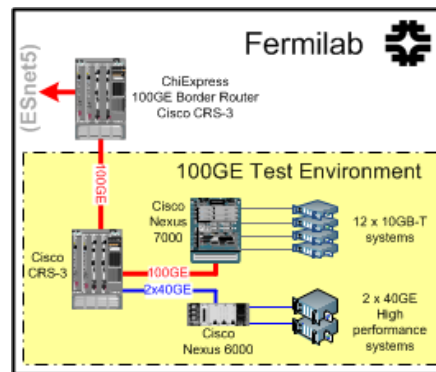 Fermilab
(ESnet5)
ChiExpress
100GE Border Router
Cisco CRS-3
100GE
100GE Test Environment
Cisco
Nexus
7000
12 x 10GB-T
systems
Cisco
CRS-3
100GE
2x40GE
2 x 40GE
High
performance
systems
Cisco
Nexus 6000